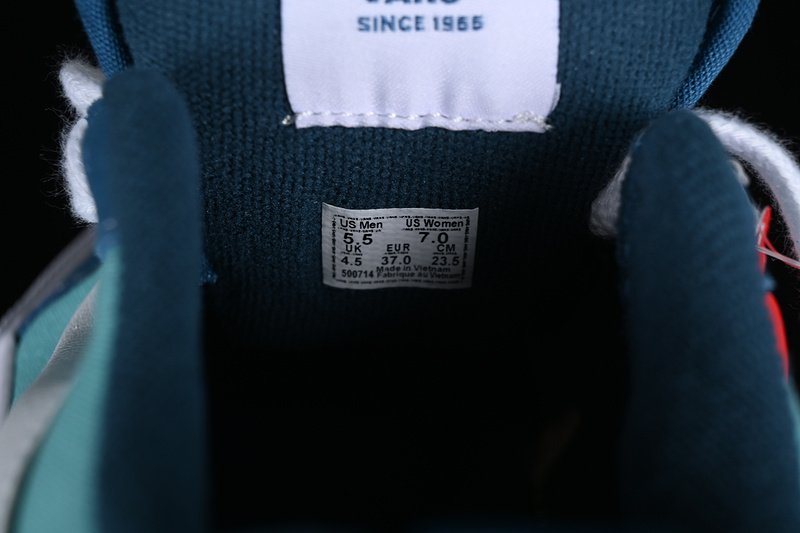 VANS
SINCE 1966
US Men US Women
5.5 7.0
UK EUR CM
4.5 37.0 23.5
Made in Vietnam
500714 Fabriqué au Vietnam